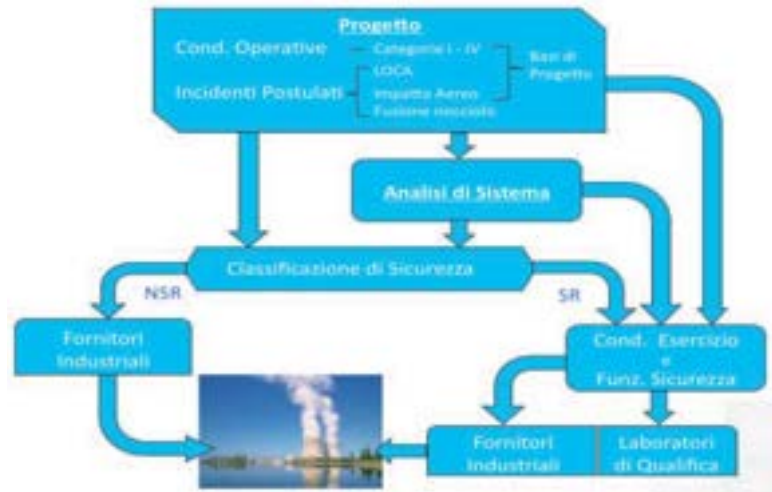 Progetto
Cond. Operative
Categorie I - IV
LOCA
Incidenti Postulati
Impatto Aereo
Fusione nocciolo
Basi di
Progetto
Analisi di Sistema
Classificazione di Sicurezza
NSR
SR
Fornitori
Industriali
Cond. Esercizio
e
Funz. Sicurezza
Fornitori
Industriali
Laboratori
di Qualifica